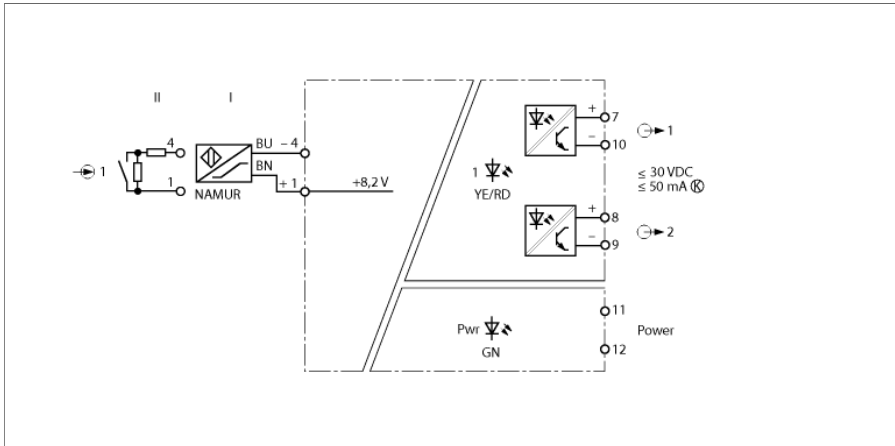 II
I
1
4
1
BU
– 4
BN
+ 1
NAMUR
+8,2 V
1
YE/RD
+
7
–
10
1
≤ 30 VDC
≤ 50 mA Ⓚ
+
8
–
9
2
Pwr
GN
11
12
Power